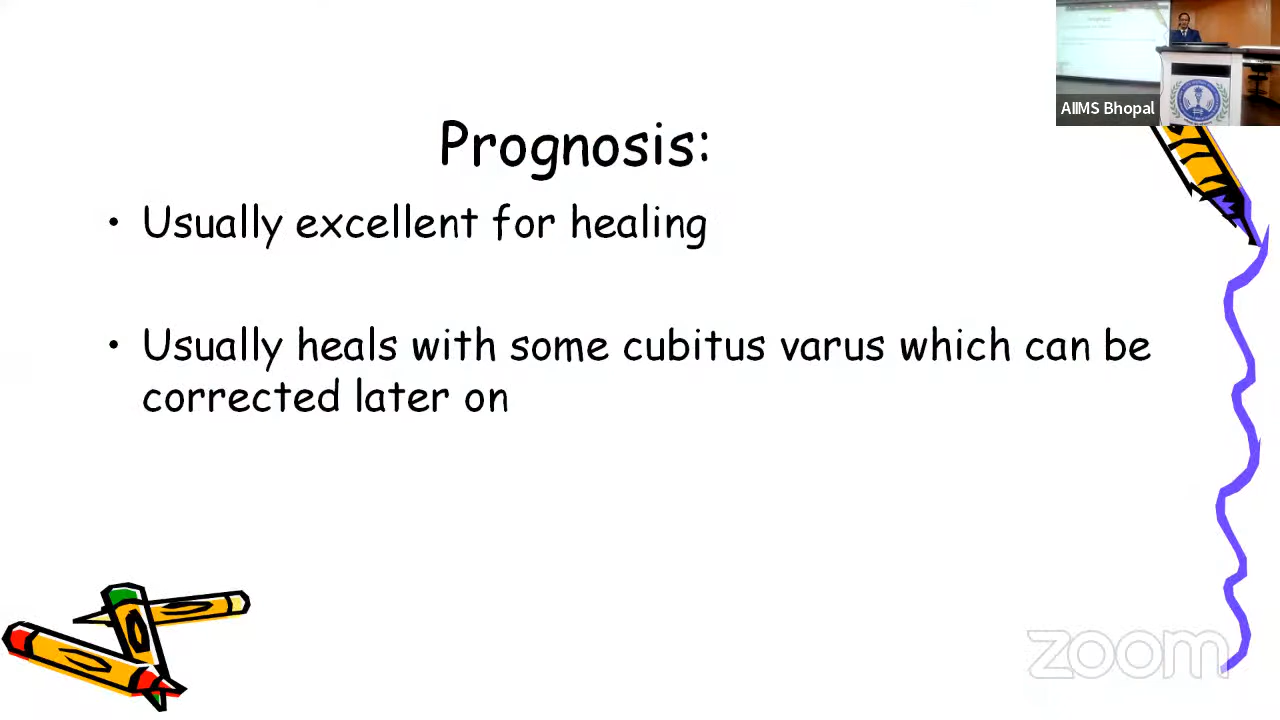 AIIMS Bhopal
Prognosis:
• Usually excellent for healing
• Usually heals with some cubitus varus which can be
corrected later on
zoom